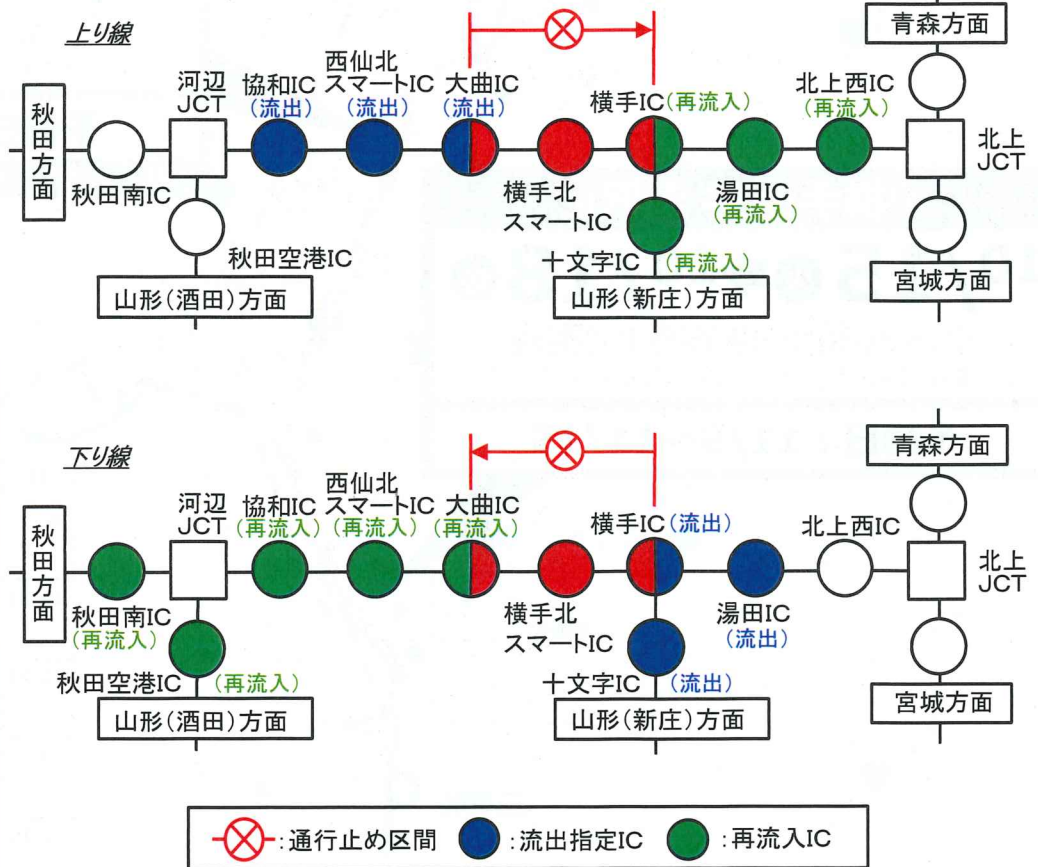 上り線
青森方面
秋田方面
河辺
JCT
協和IC
(流出)
西仙北
スマートIC
(流出)
大曲IC
(流出)
横手IC(再流入)
北上西IC
(再流入)
北上
JCT
秋田南IC
横手北
スマートIC
湯田IC
(再流入)
秋田空港IC
十文字IC (再流入)
山形(酒田)方面
山形(新庄)方面
宮城方面
下り線
青森方面
秋田方面
河辺
JCT
協和IC
(再流入)
西仙北
スマートIC
(再流入)
大曲IC
(再流入)
横手IC(流出)
北上西IC
北上
JCT
秋田南IC
(再流入)
横手北
スマートIC
湯田IC
(流出)
秋田空港IC (再流入)
十文字IC (流出)
山形(酒田)方面
山形(新庄)方面
宮城方面
:通行止め区間 :流出指定IC :再流入IC